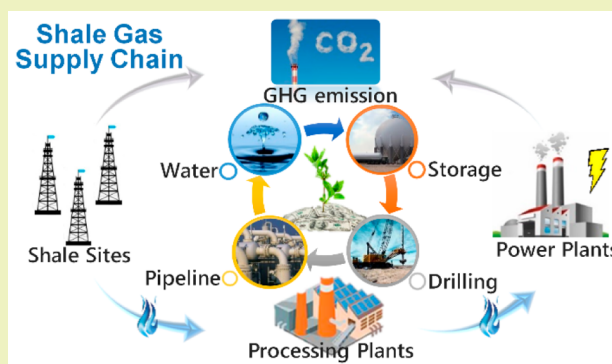 Shale Gas
Supply Chain
CO2
GHG emission
Water
Storage
Shale Sites
Power Plants
Pipeline
Drilling
Processing Plants